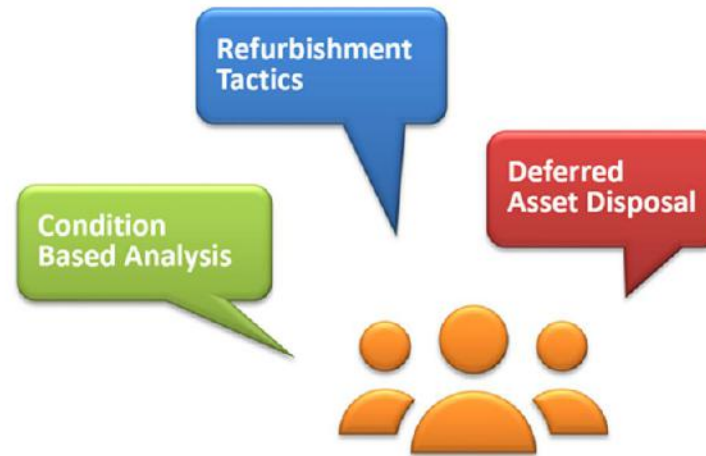 Refurbishment
Tactics
Deferred
Asset Disposal
Condition
Based Analysis